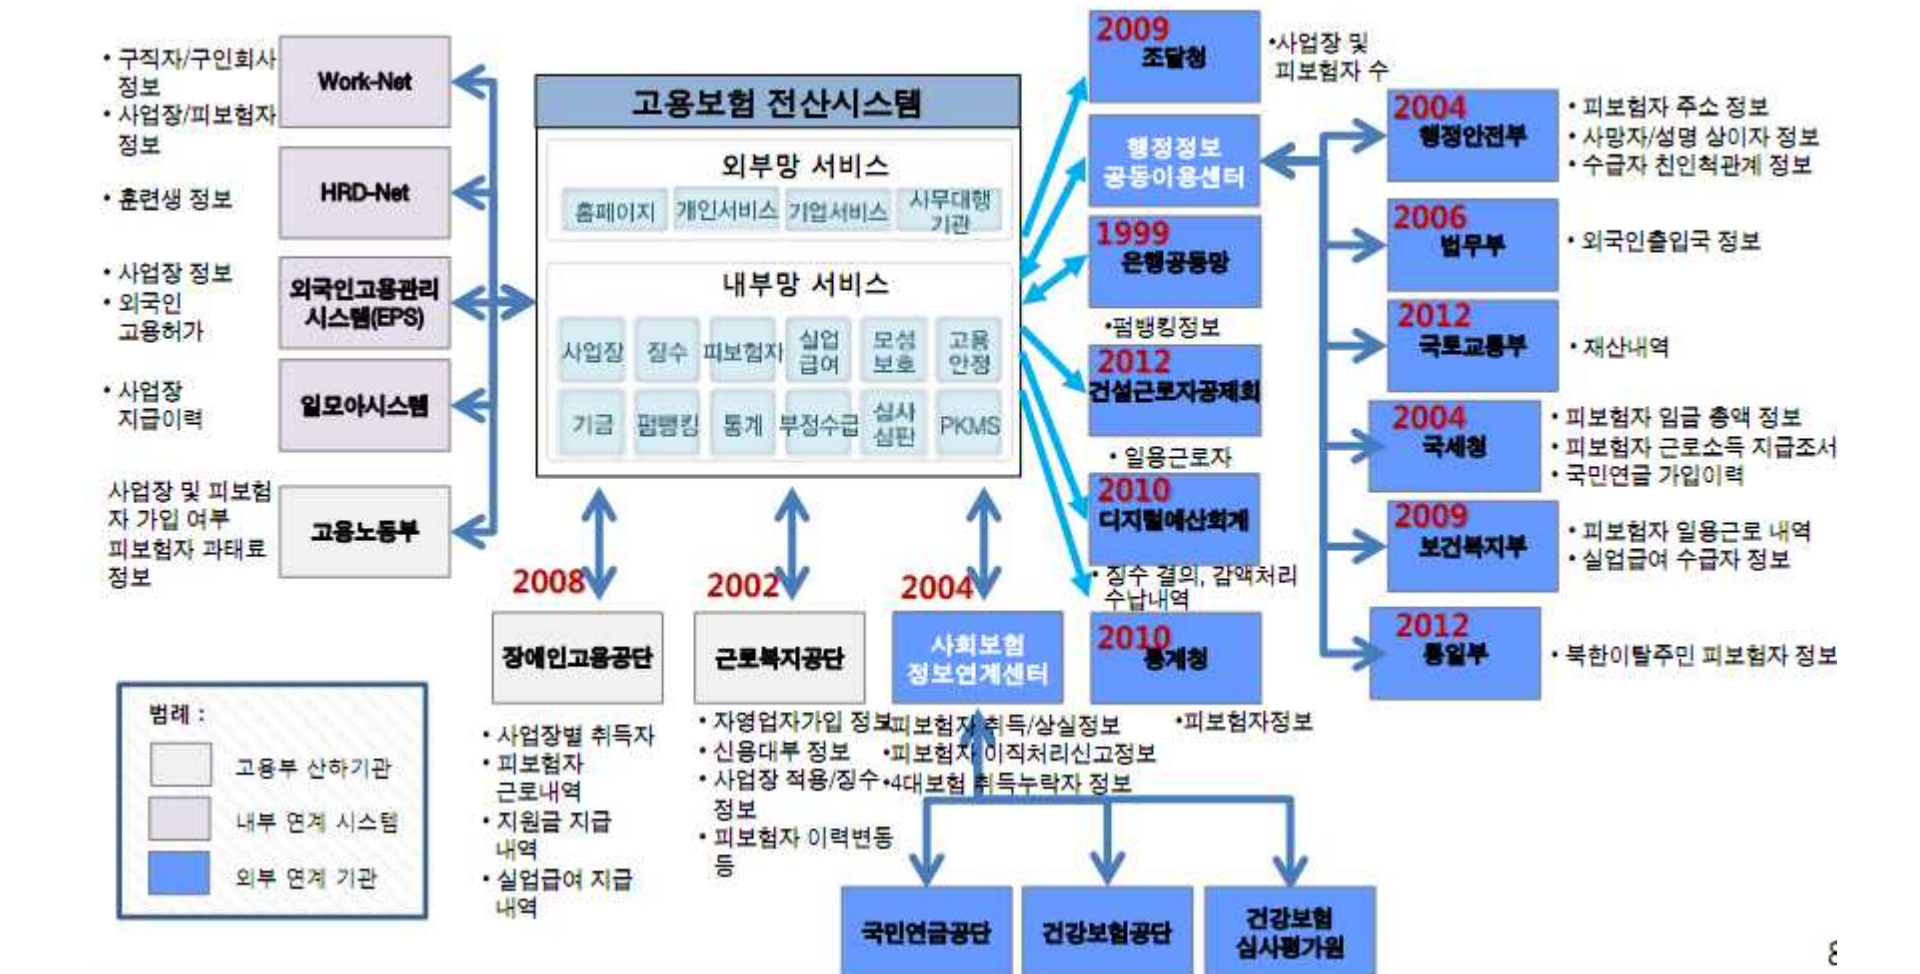 • 구직자/구인회사
정보
• 사업장/피보험자
정보
Work-Net
• 훈련생 정보
HRD-Net
• 사업장 정보
• 외국인
고용허가
외국인고용관리
시스템(EPS)
• 사업장
지급이력
일모아시스템
사업장 및 피보험
자 가입 여부
피보험자 과태료
정보
고용노동부
고용보험 전산시스템
외부망 서비스
홈페이지
개인서비스
기업서비스
사무대행
기관
내부망 서비스
사업장
징수
피보험자
실업
급여
모성
보호
고용
안정
기금
펌뱅킹
통계
부정수급
심사
심판
PKMS
2009
조달청
•사업장 및
피보험자 수
행정정보
공동이용센터
1999
은행공동망
•펌뱅킹정보
2012
건설근로자공제회
• 일용근로자
2010
디지털예산회계
• 징수 결의, 감액처리
수납내역
2010
통계청
•피보험자정보
2004
행정안전부
• 피보험자 주소 정보
• 사망자/성명 상이자 정보
• 수급자 친인척관계 정보
2006
법무부
• 외국인출입국 정보
2012
국토교통부
• 재산내역
2004
국세청
• 피보험자 임금 총액 정보
• 피보험자 근로소득 지급조서
• 국민연금 가입이력
2009
보건복지부
• 피보험자 일용근로 내역
• 실업급여 수급자 정보
2012
통일부
• 북한이탈주민 피보험자 정보
2008
장애인고용공단
• 사업장별 취득자
• 피보험자
근로내역
• 지원금 지급
내역
• 실업급여 지급
내역
2002
근로복지공단
• 자영업자가입 정보
• 신용대부 정보
• 사업장 적용/징수
정보
• 피보험자 이력변동
등
2004
사회보험
정보연계센터
•피보험자 취득/상실정보
•피보험자 이직처리신고정보
•4대보험 취득누락자 정보
국민연금공단
건강보험공단
건강보험
심사평가원
범례 :
고용부 산하기관
내부 연계 시스템
외부 연계 기관